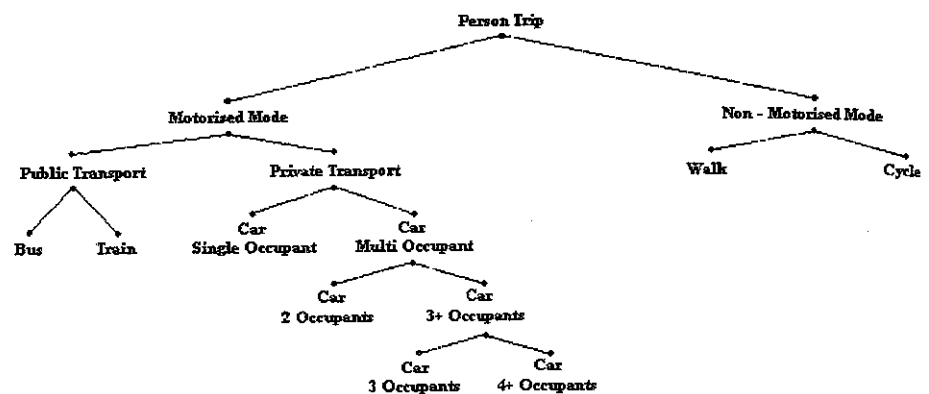 Person Trip
Motorised Mode
Non - Motorised Mode
Public Transport
Private Transport
Walk
Cycle
Bus
Train
Car
Single Occupant
Car
Multi Occupant
Car
2 Occupants
Car
3+ Occupants
Car
3 Occupants
Car
4+ Occupants